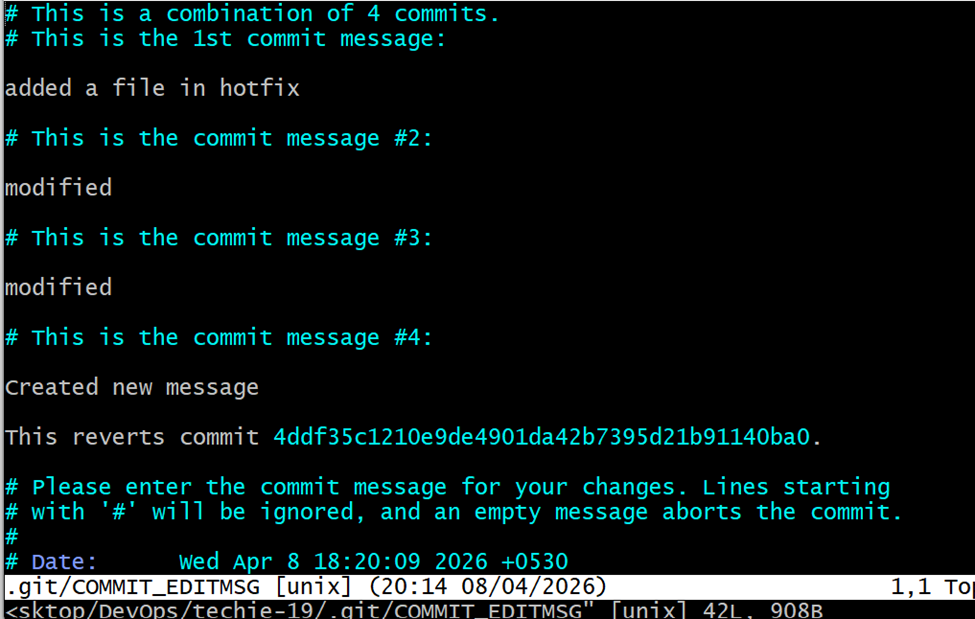 # This is a combination of 4 commits.
# This is the 1st commit message:
added a file in hotfix
# This is the commit message #2:
modified
# This is the commit message #3:
modified
# This is the commit message #4:
Created new message
This reverts commit 4ddf35c1210e9de4901da42b7395d21b91140ba0.
# Please enter the commit message for your changes. Lines starting
# with '#' will be ignored, and an empty message aborts the commit.
#
# Date:      Wed Apr 8 18:20:09 2026 +0530
.git/COMMIT_EDITMSG [unix] (20:14 08/04/2026) 1,1 Top
<sktop/DevOps/techie-19/.git/COMMIT_EDITMSG" [unix] 42L, 908B